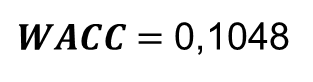 WACC = 0,1048